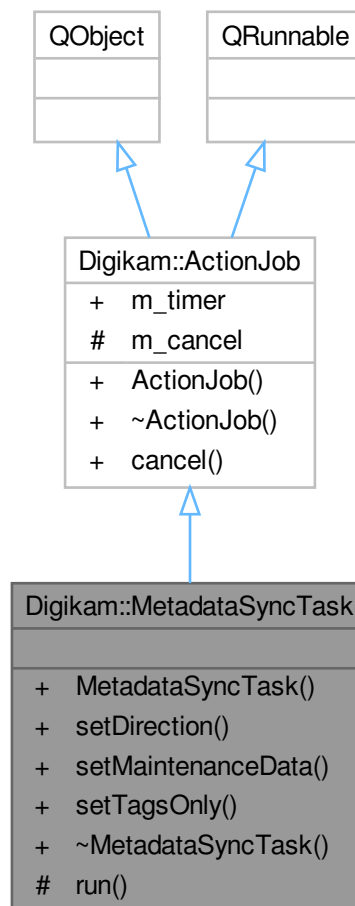 QObject
QRunnable
Digikam::ActionJob
+ m_timer
# m_cancel
+ ActionJob()
+ ~ActionJob()
+ cancel()
Digikam::MetadataSyncTask
+ MetadataSyncTask()
+ setDirection()
+ setMaintenanceData()
+ setTagsOnly()
+ ~MetadataSyncTask()
# run()